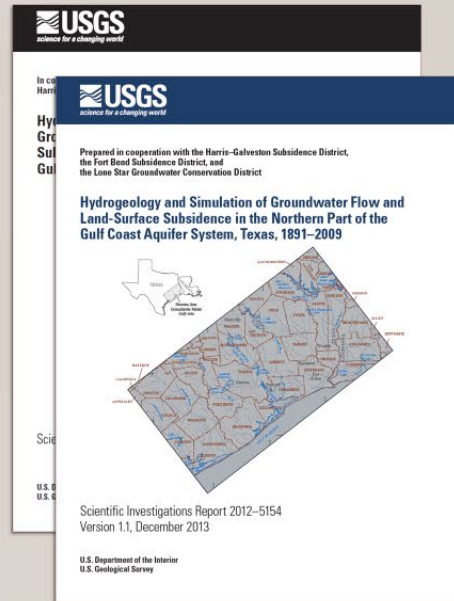 USGS
science for a changing world
In co
Harri
Hy
Gro
Sul
Gul
Scie
U.S. D
U.S. G
USGS
science for a changing world
Prepared in cooperation with the Harris–Galveston Subsidence District,
the Fort Bend Subsidence District, and
the Lone Star Groundwater Conservation District
Hydrogeology and Simulation of Groundwater Flow and
Land-Surface Subsidence in the Northern Part of the
Gulf Coast Aquifer System, Texas, 1891–2009
TEXAS
Scientific Investigations Report 2012–5154
Version 1.1, December 2013
U.S. Department of the Interior
U.S. Geological Survey